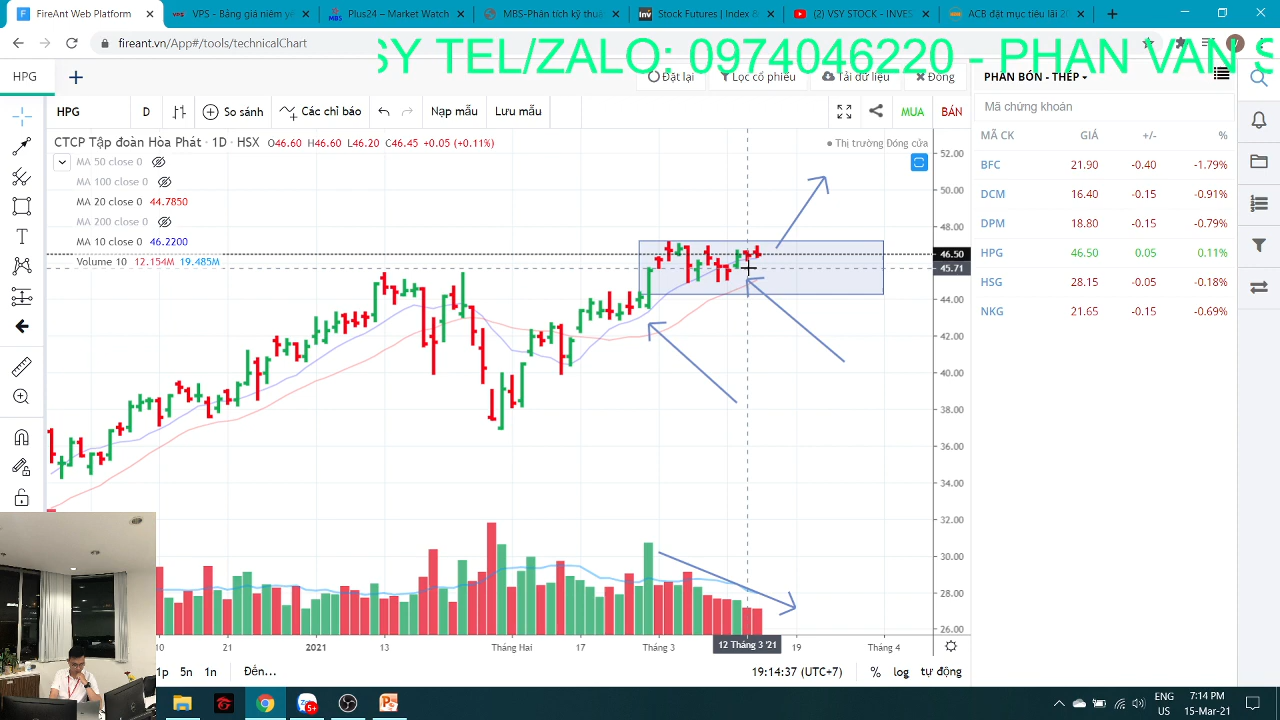 FireAnt Web Platform
VPS - Bảng giá niêm yế
Plus24 – Market Watch
MBS-Phân tích kỹ thuậ
Stock Futures | Index
(2) VSY STOCK - INVES
ACB đặt mục tiêu lãi 20
fireant.vn/App#/tools/technicalChart
SY TEL/ZALO: 0974046220 - PHAN VAN S
HPG
Đặt lại
Lọc cổ phiếu
Tải dữ liệu
Đóng
PHÂN BÓN - THÉP
HPG
D
So sánh
Các chỉ báo
Nạp mẫu
Lưu mẫu
MUA
BÁN
Mã chứng khoán
CTCP Tập đoàn Hòa Phát · 1D · HSX O46.60 H46.60 L46.20 C46.45 +0.05 (+0.11%)
Thị trường Đóng cửa
MA 50 close 0
MA 100 close 0
MA 20 close 0 44.7850
MA 200 close 0
MA 10 close 0 46.2200
Volume 10 12.154M 19.485M
52.00
50.00
48.00
46.50
45.71
44.00
42.00
40.00
38.00
36.00
34.00
32.00
30.00
28.00
26.00
MÃ CK GIÁ +/- %
BFC 21.90 -0.40 -1.79%
DCM 16.40 -0.15 -0.91%
DPM 18.80 -0.15 -0.79%
HPG 46.50 0.05 0.11%
HSG 28.15 -0.05 -0.18%
NKG 21.65 -0.15 -0.69%
10 21 2021 13 Tháng Hai 17 Tháng 3 12 Tháng 3 '21 19 Tháng 4
1p 5n 1n Đến...
19:14:37 (UTC+7) % log tự động
5+
ENG
US
7:14 PM
15-Mar-21